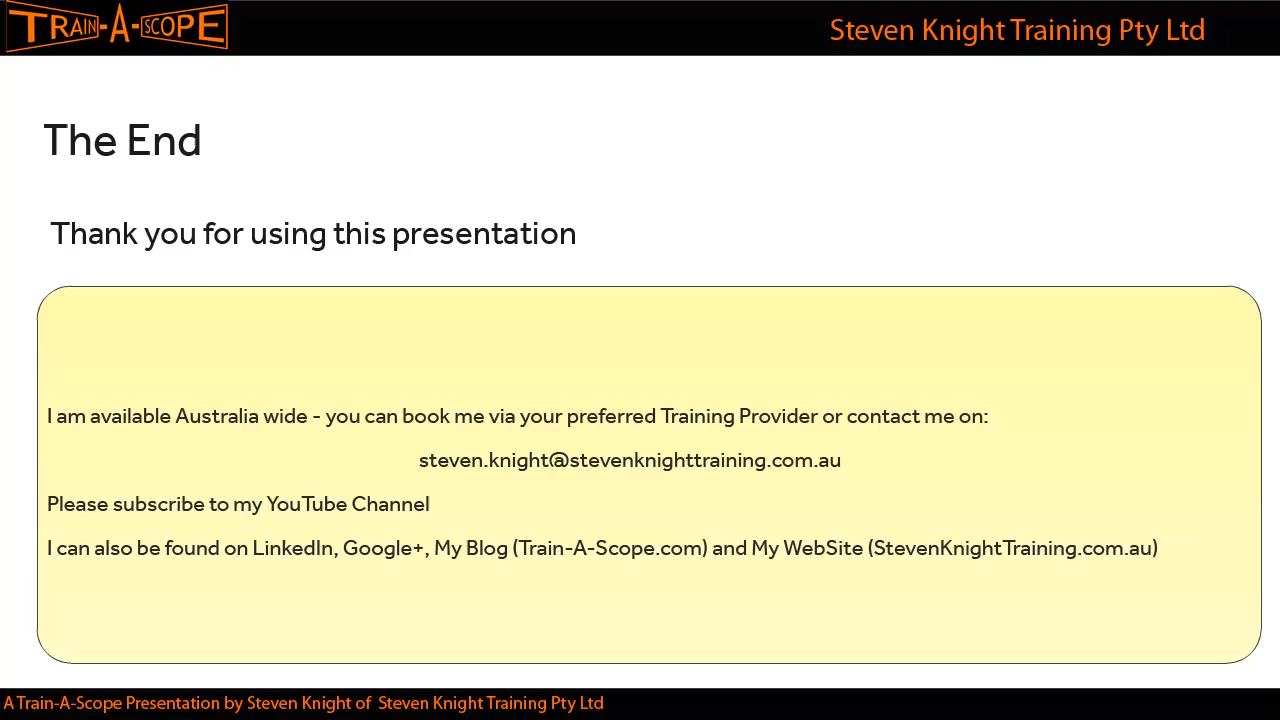 TRAIN-A-SCOPE
Steven Knight Training Pty Ltd
The End
Thank you for using this presentation
I am available Australia wide - you can book me via your preferred Training Provider or contact me on:
steven.knight@stevenknighttraining.com.au
Please subscribe to my YouTube Channel
I can also be found on LinkedIn, Google+, My Blog (Train-A-Scope.com) and My WebSite (StevenKnightTraining.com.au)
A Train-A-Scope Presentation by Steven Knight of Steven Knight Training Pty Ltd